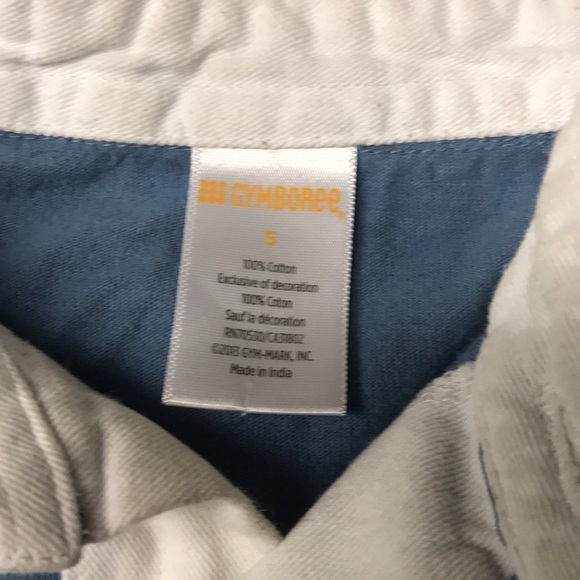 GYMBOREE
5
100% Cotton
Exclusive of decoration
100% Coton
Sauf la décoration
RN70530/CA31802
©2013 GYM-MARK, INC.
Made in India